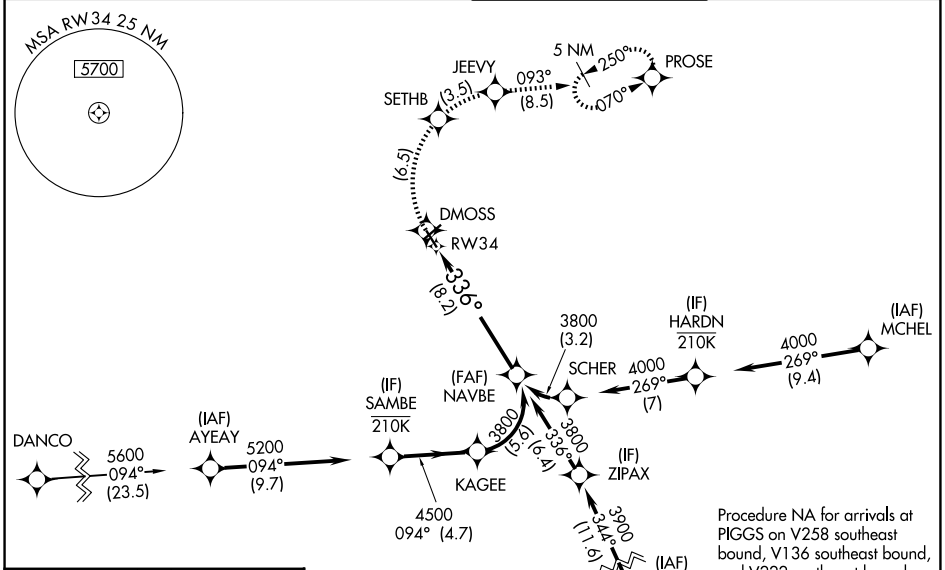 MSA RW34 25 NM
5700
5 NM
250°
070°
PROSE
JEEVY
093°
(8.5)
SETHB
(3.5)
(6.5)
DMOSS
RW34
336°
(8.2)
(IAF)
MCHEL
(IF)
HARDN
210K
4000
269°
(9.4)
3800
(3.2)
SCHER
4000
269°
(7)
(FAF)
NAVBE
(IF)
SAMBE
210K
(IAF)
AYEAY
DANCO
5600
094°
(23.5)
5200
094°
(9.7)
3800
(5.6)
KAGEE
4500
094° (4.7)
3800
336°
(6.4)
(IF)
ZIPAX
3900
344°
(11.6)
(IAF)
Procedure NA for arrivals at
PIGGS on V258 southeast
bound, V136 southeast bound,